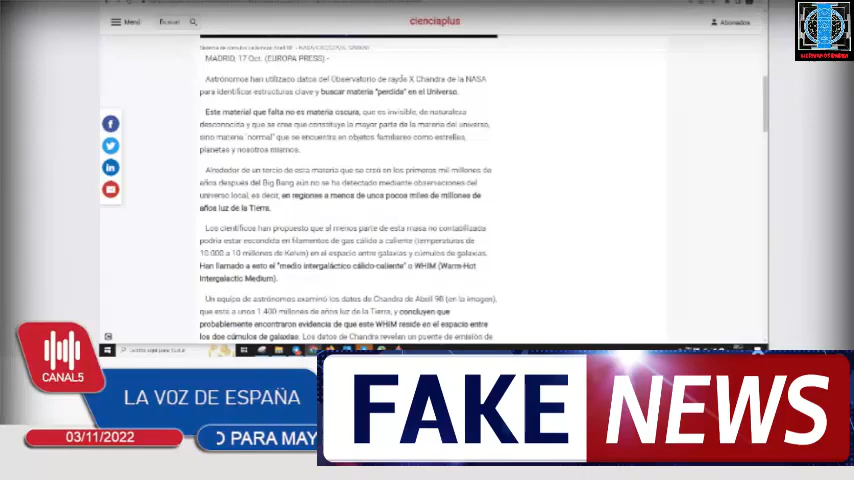 Menú
Buscar
cienciaplus
Abonados
MADRID, 17 Oct. (EUROPA PRESS) -
Astrónomos han utilizado datos del Observatorio de rayos X Chandra de la NASA
para identificar estructuras clave y buscar materia "perdida" en el Universo.
Este material que falta no es materia oscura, que es invisible, de naturaleza
desconocida y que se cree que constituye la mayor parte de la materia del universo,
sino materia "normal" que se encuentra en objetos familiares como estrellas,
planetas y nosotros mismos.
Alrededor de un tercio de esta materia que se creó en los primeros mil millones de
años después del Big Bang aún no se ha detectado mediante observaciones del
universo local, es decir, en regiones a menos de unos pocos miles de millones de
años luz de la Tierra.
Los científicos han propuesto que al menos parte de esta masa no contabilizada
podría estar escondida en filamentos de gas cálido a caliente (temperaturas de
10.000 a 10 millones de Kelvin) en el espacio entre galaxias y cúmulos de galaxias.
Han llamado a esto el "medio intergaláctico cálido-caliente" o WHIM (Warm-Hot
Intergalactic Medium).
Un equipo de astrónomos examinó los datos de Chandra de Abell 98 (en la imagen),
que está a unos 1.400 millones de años luz de la Tierra, y concluyen que
probablemente encontraron evidencia de que este WHIM reside en el espacio entre
los dos cúmulos de galaxias. Los datos de Chandra revelan un puente de emisión de
CANAL5
LA VOZ DE ESPAÑA
03/11/2022
O PARA MAY
FAKE NEWS